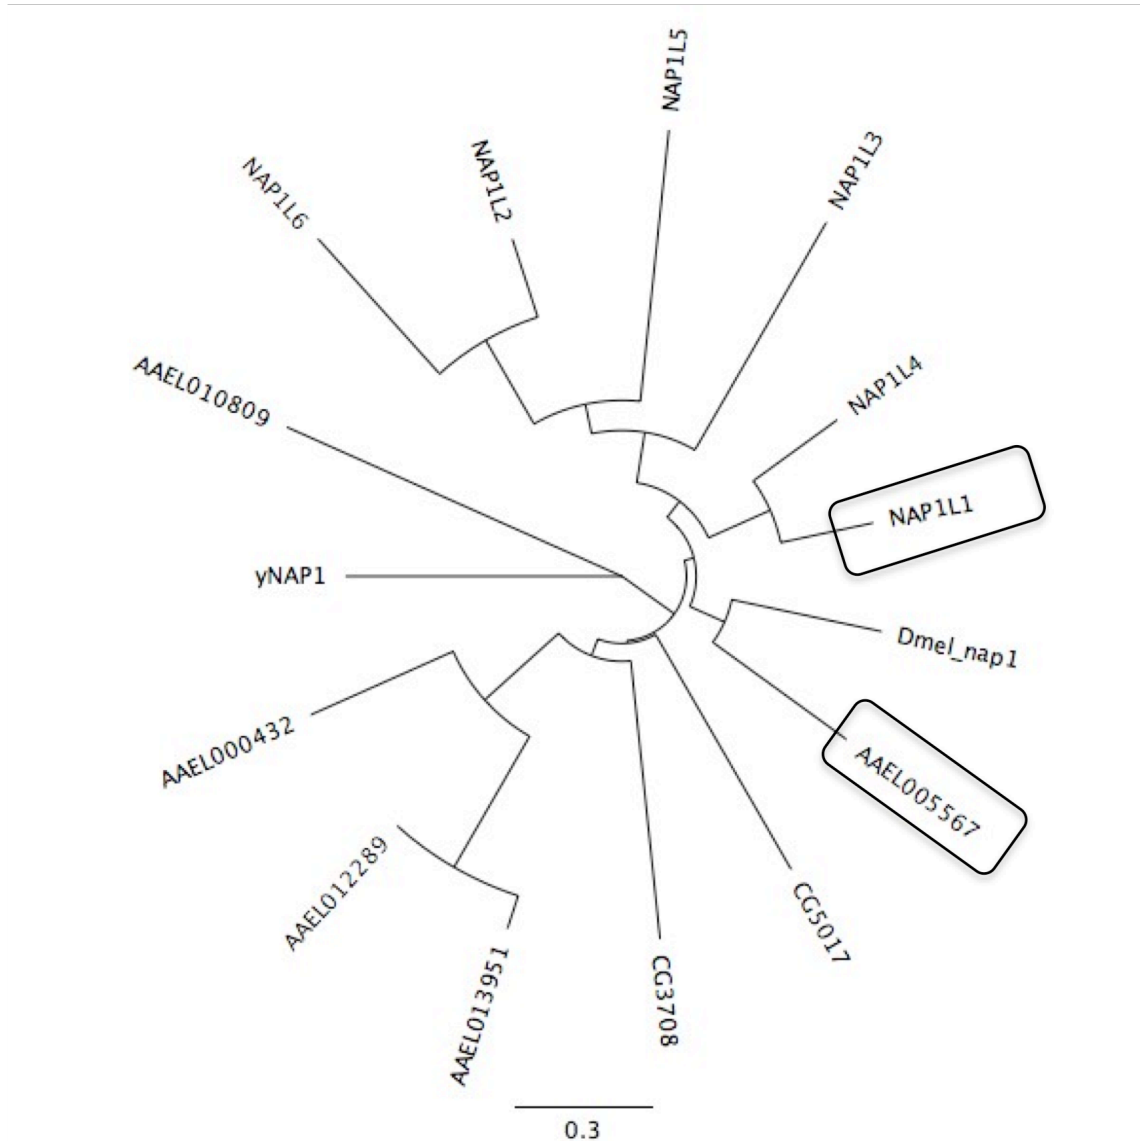 NAP1L5
NAP1L3
NAP1L2
NAP1L6
NAP1L4
AAEL010809
NAP1L1
yNAP1
Dmel_nap1
AAEL000432
AAEL005567
AAEL012289
CG5017
AAEL013951
CG3708
0.3